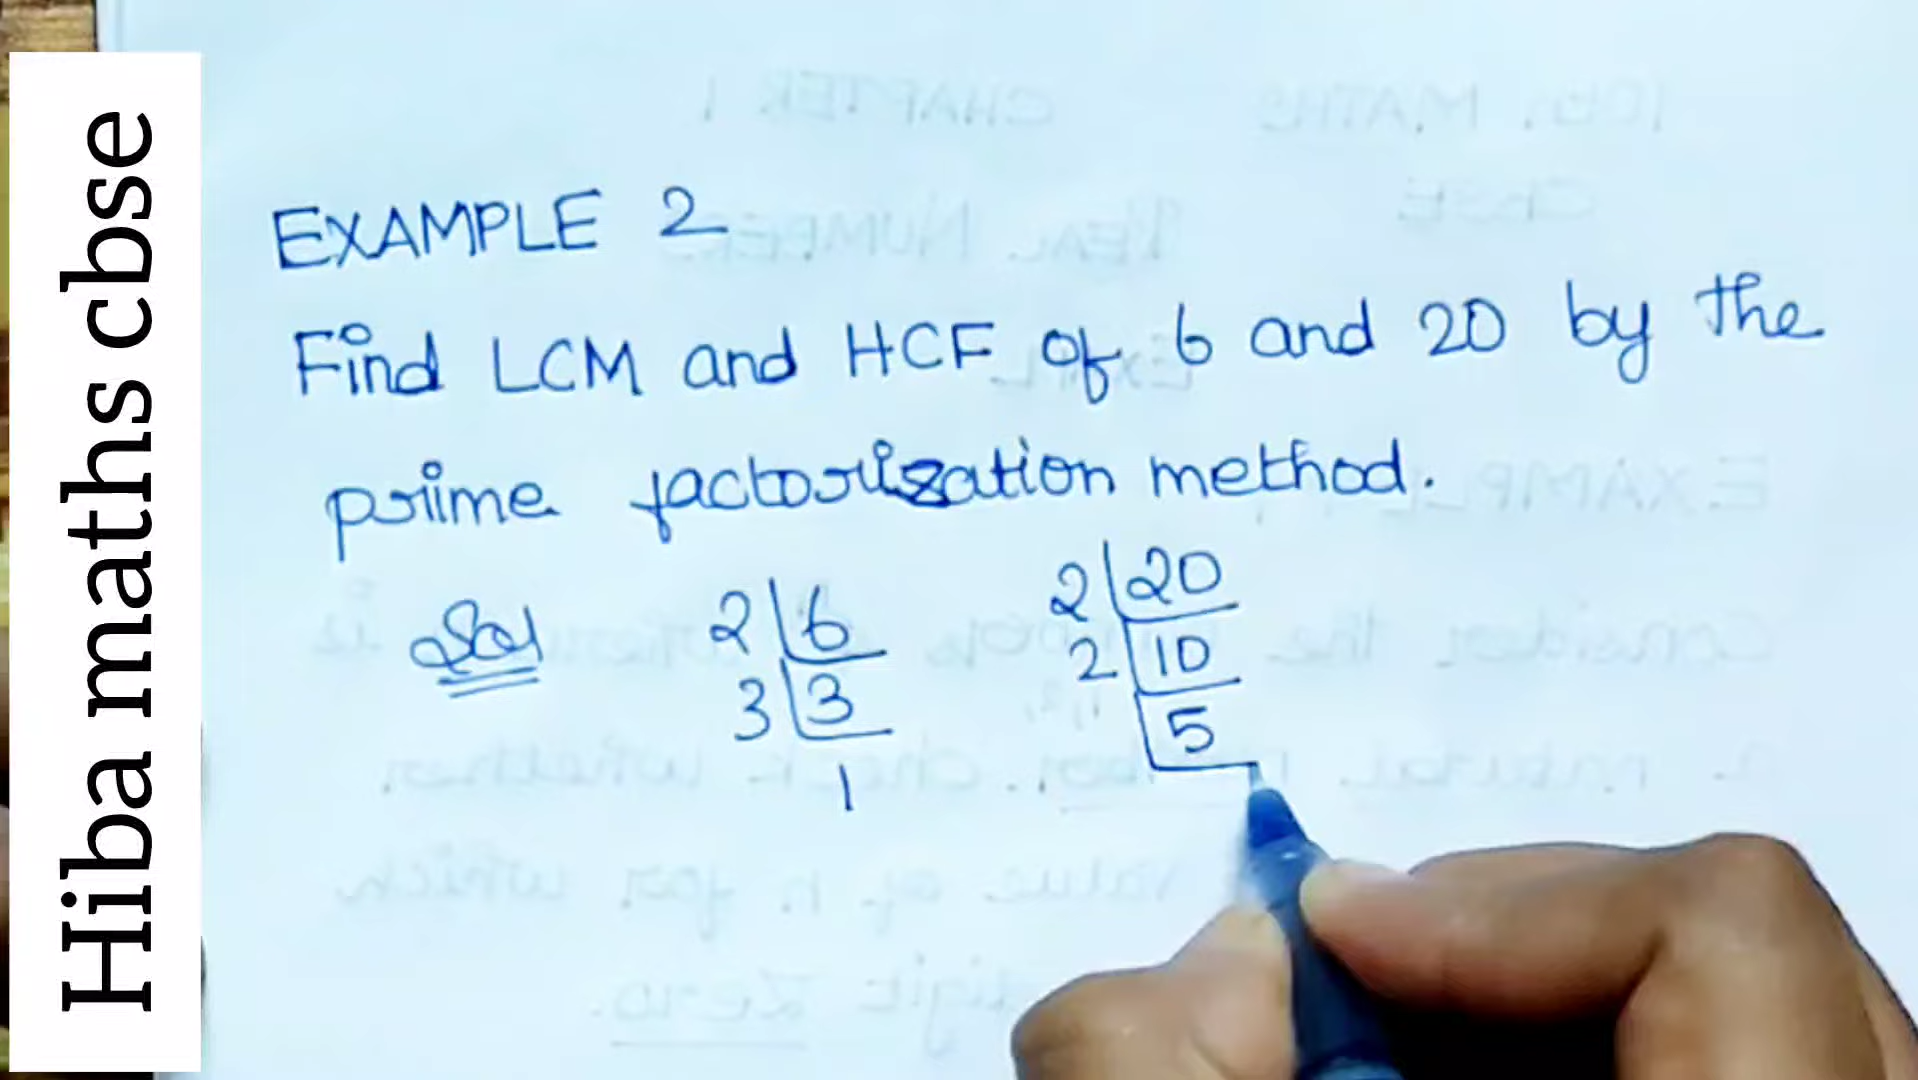 Hiba maths cbse
EXAMPLE 2
Find LCM and HCF of 6 and 20 by the
prime factorization method.
Sol
2 6
3 3
1
2 20
2 10
5